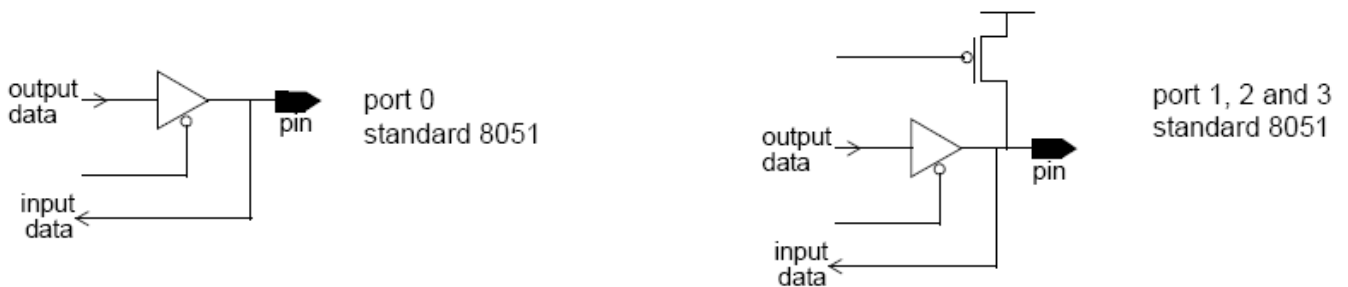 output
data
pin
port 0
standard 8051
input
data
output
data
pin
port 1, 2 and 3
standard 8051
input
data